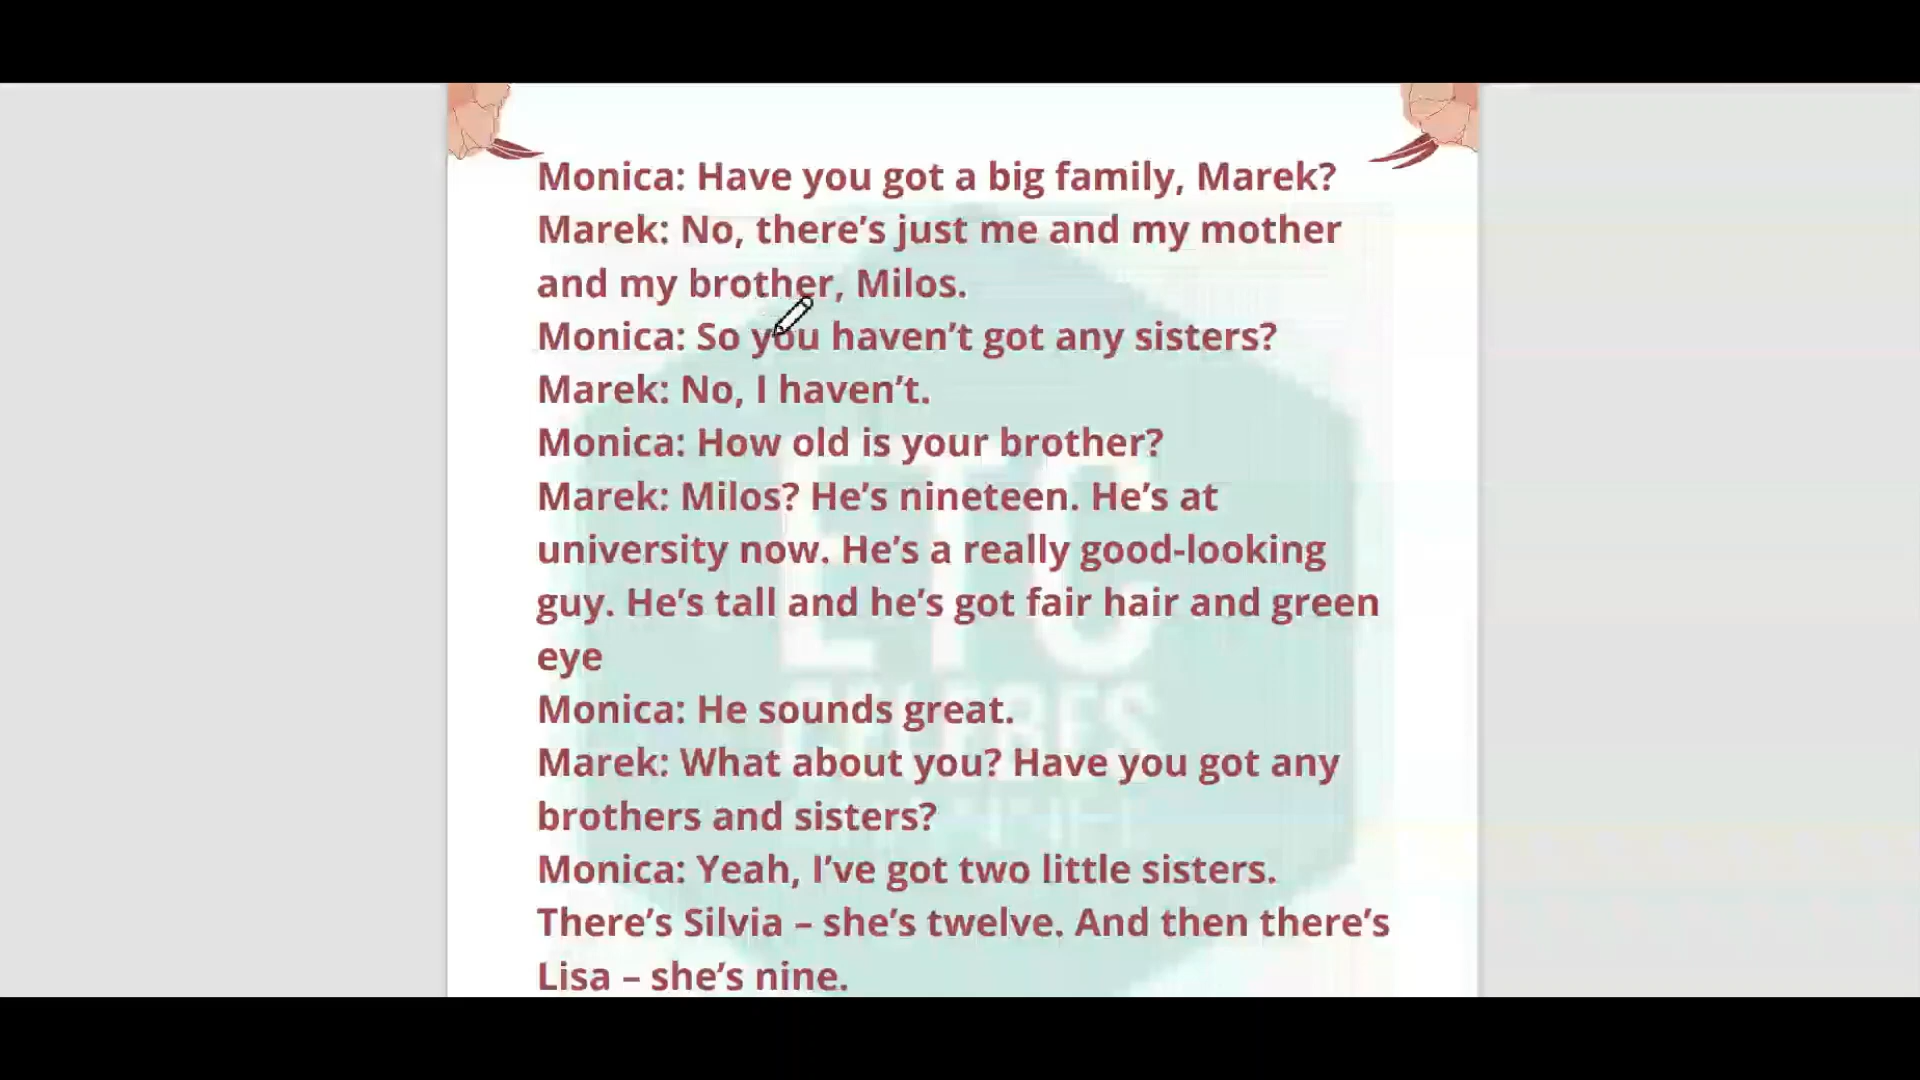 Monica: Have you got a big family, Marek?
Marek: No, there’s just me and my mother
and my brother, Milos.
Monica: So you haven’t got any sisters?
Marek: No, I haven’t.
Monica: How old is your brother?
Marek: Milos? He’s nineteen. He’s at
university now. He’s a really good-looking
guy. He’s tall and he’s got fair hair and green
eye
Monica: He sounds great.
Marek: What about you? Have you got any
brothers and sisters?
Monica: Yeah, I’ve got two little sisters.
There’s Silvia – she’s twelve. And then there’s
Lisa – she’s nine.
ETC
CELEBES